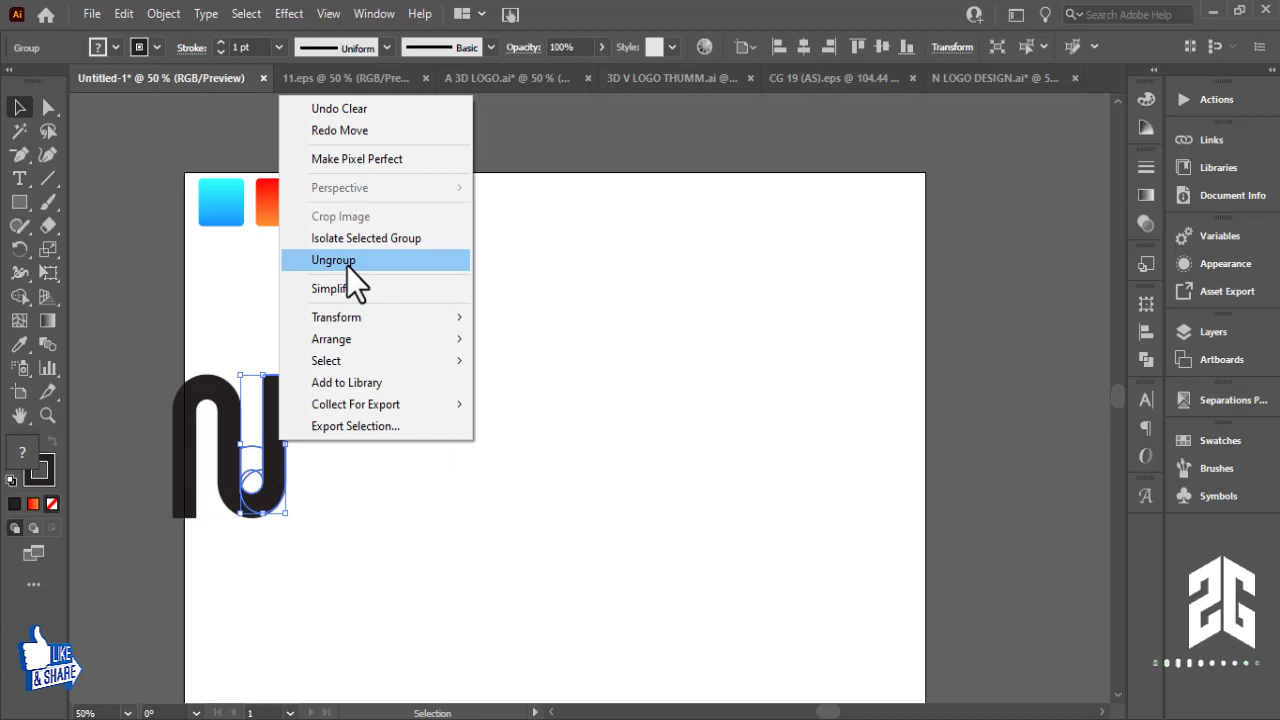 Ai File Edit Object Type Select Effect View Window Help Search Adobe Help
Group ? Stroke: 1 pt Uniform Basic Opacity: 100% Style: Transform
Untitled-1* @ 50 % (RGB/Preview) 11.eps @ 50 % (RGB/Pre... A 3D LOGO.ai* @ 50 % (... 3D V LOGO THUMM.ai @... CG 19 (AS).eps @ 104.44 ... N LOGO DESIGN.ai* @ 5...
Undo Clear
Redo Move
Make Pixel Perfect
Perspective
Crop Image
Isolate Selected Group
Ungroup
Simplif
Transform
Arrange
Select
Add to Library
Collect For Export
Export Selection...
Actions
Links
Libraries
Document Info
Variables
Appearance
Asset Export
Layers
Artboards
Separations P...
Swatches
Brushes
Symbols
?
LIKE
& SHARE
50% 0° 1 Selection